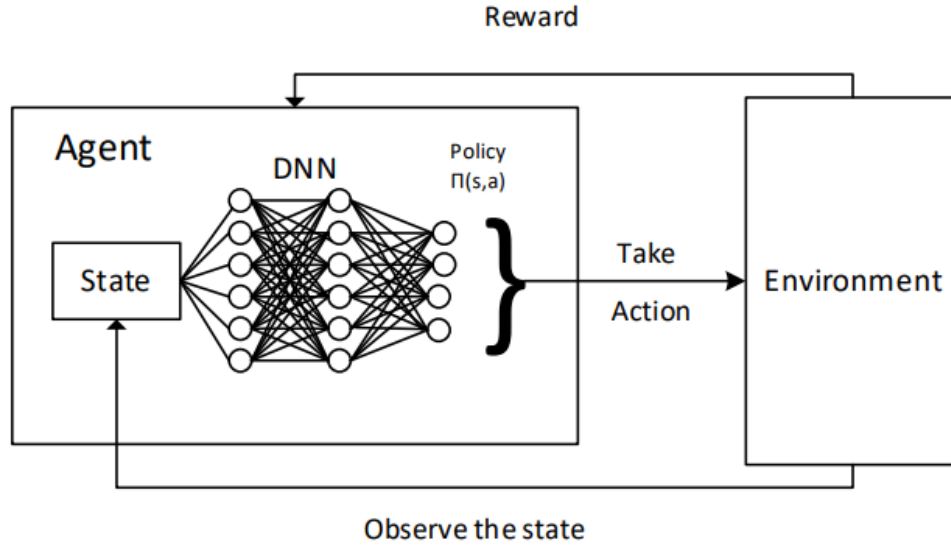 Reward
Agent
DNN
Policy
Π(s,a)
State
Take
Action
Environment
Observe the state